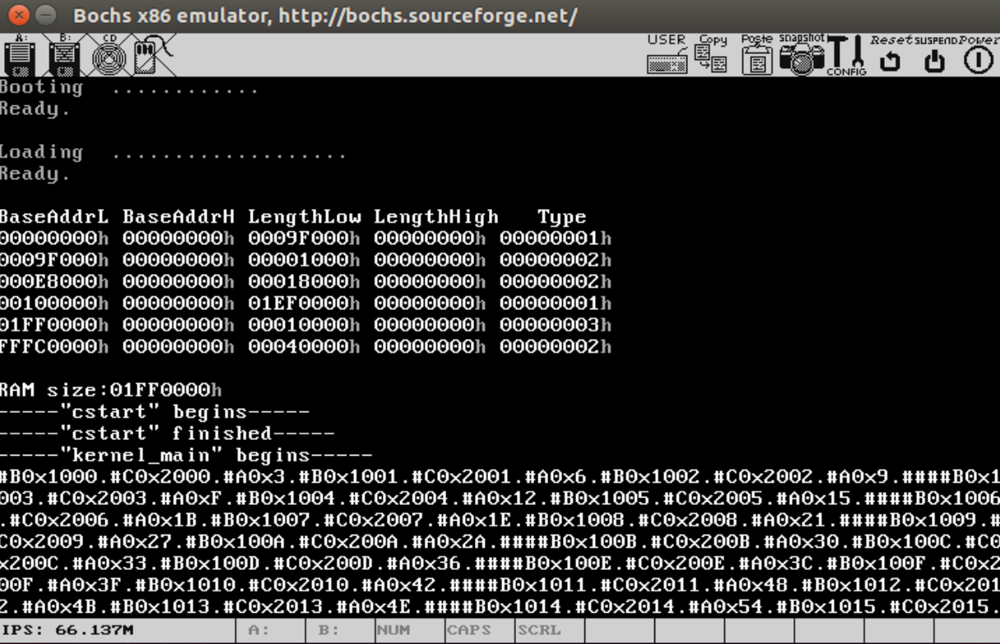 Bochs x86 emulator, http://bochs.sourceforge.net/
A: B: CD USER Copy Paste snapshot CONFIG Reset SUSPEND Power
Booting ............
Ready.
Loading ...................
Ready.
BaseAddrL BaseAddrH LengthLow LengthHigh Type
00000000h 00000000h 0009F000h 00000000h 00000001h
0009F000h 00000000h 00001000h 00000000h 00000002h
000E8000h 00000000h 00018000h 00000000h 00000002h
00100000h 00000000h 01EF0000h 00000000h 00000001h
01FF0000h 00000000h 00010000h 00000000h 00000003h
FFFC0000h 00000000h 00040000h 00000000h 00000002h
RAM size:01FF0000h
-----"cstart" begins-----
-----"cstart" finished-----
-----"kernel_main" begins-----
#B0x1000.#C0x2000.#A0x3.#B0x1001.#C0x2001.#A0x6.#B0x1002.#C0x2002.#A0x9.####B0x1
003.#C0x2003.#A0xF.#B0x1004.#C0x2004.#A0x12.#B0x1005.#C0x2005.#A0x15.####B0x1006
.#C0x2006.#A0x1B.#B0x1007.#C0x2007.#A0x1E.#B0x1008.#C0x2008.#A0x21.####B0x1009.#
C0x2009.#A0x27.#B0x100A.#C0x200A.#A0x2A.####B0x100B.#C0x200B.#A0x30.#B0x100C.#C0
x200C.#A0x33.#B0x100D.#C0x200D.#A0x36.####B0x100E.#C0x200E.#A0x3C.#B0x100F.#C0x2
00F.#A0x3F.#B0x1010.#C0x2010.#A0x42.####B0x1011.#C0x2011.#A0x48.#B0x1012.#C0x201
2.#A0x4B.#B0x1013.#C0x2013.#A0x4E.####B0x1014.#C0x2014.#A0x54.#B0x1015.#C0x2015.
IPS: 66.137M A: B: NUM CAPS SCRL